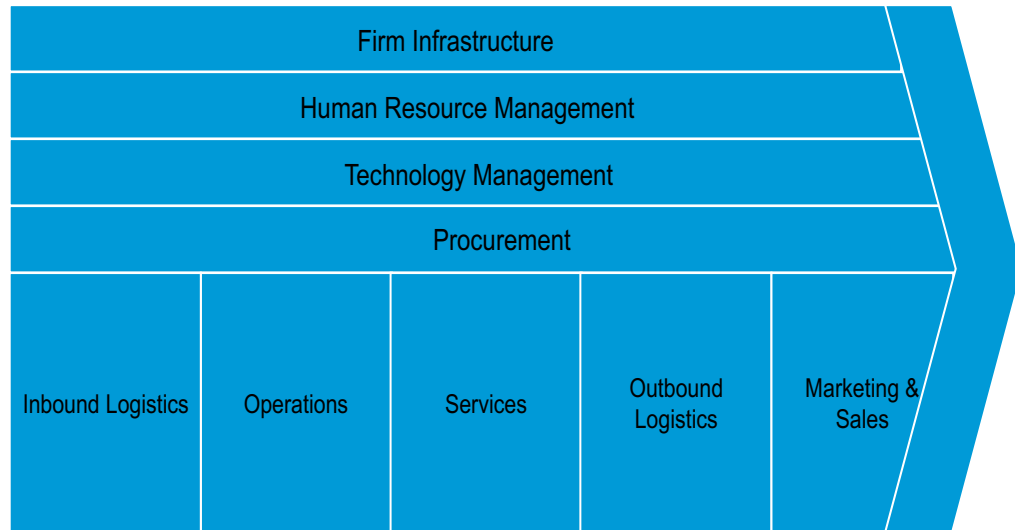 Firm Infrastructure
Human Resource Management
Technology Management
Procurement
Inbound Logistics
Operations
Services
Outbound
Logistics
Marketing &
Sales